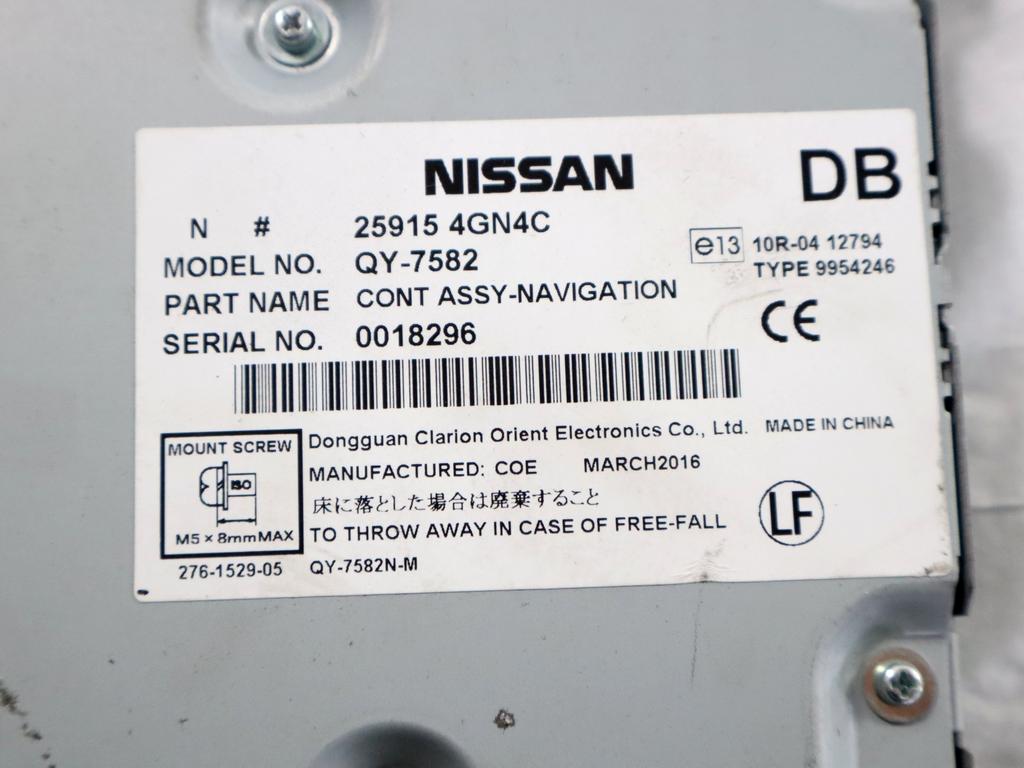 NISSAN
DB
N # 25915 4GN4C
MODEL NO. QY-7582
PART NAME CONT ASSY-NAVIGATION
SERIAL NO. 0018296
e13 10R-04 12794
TYPE 9954246
CE
MOUNT SCREW
ISO
M5 × 8mmMAX
276-1529-05
Dongguan Clarion Orient Electronics Co., Ltd. MADE IN CHINA
MANUFACTURED: COE MARCH2016
床に落とした場合は廃棄すること
TO THROW AWAY IN CASE OF FREE-FALL
LF
QY-7582N-M